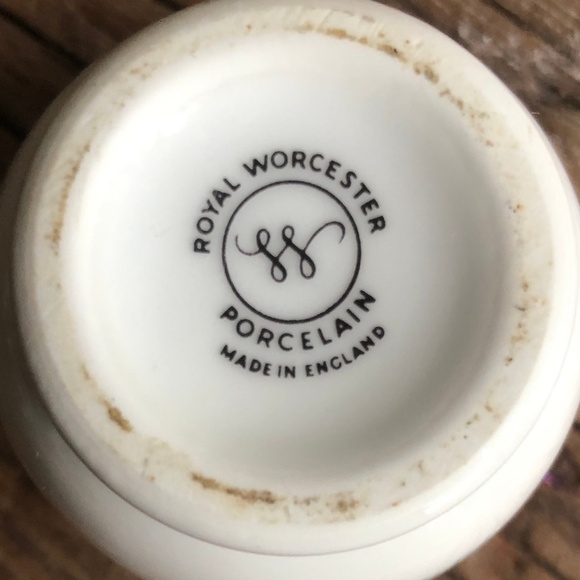 ROYAL WORCESTER
W
PORCELAIN
MADE IN ENGLAND